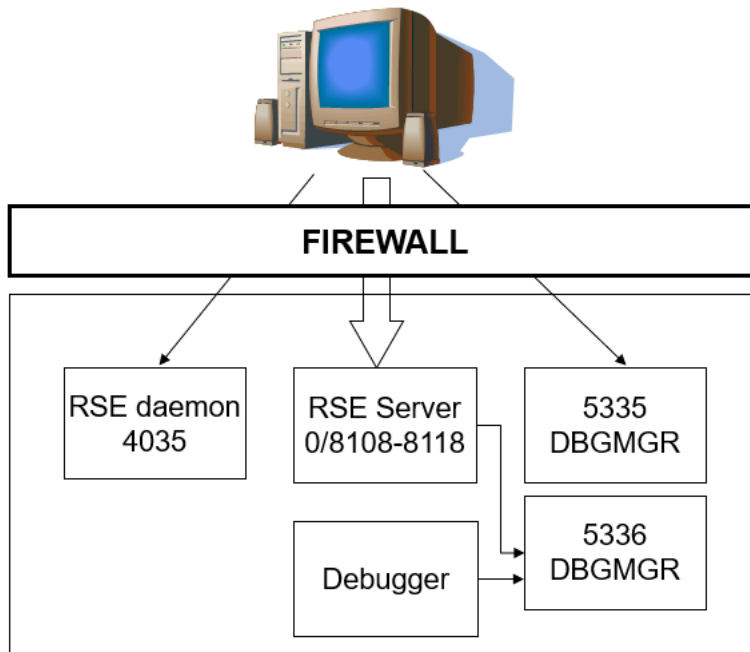 FIREWALL
RSE daemon
4035
RSE Server
0/8108-8118
5335
DBGMGR
Debugger
5336
DBGMGR